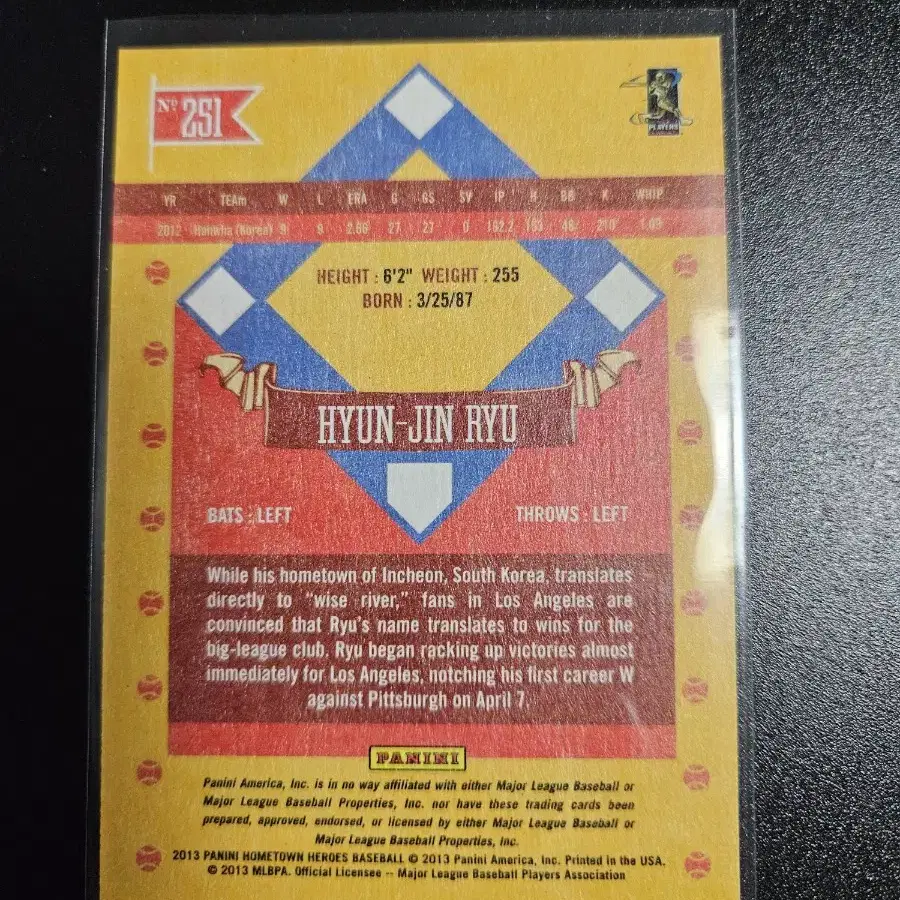 Nº 251
PLAYERS
YR TEAM W L ERA G GS SV IP H BB K WHIP
2012 Hanwha (Korea) 9 9 2.66 27 27 0 182.2 153 46 210 1.09
HEIGHT : 6'2" WEIGHT : 255
BORN : 3/25/87
HYUN-JIN RYU
BATS : LEFT THROWS : LEFT
While his hometown of Incheon, South Korea, translates
directly to "wise river," fans in Los Angeles are
convinced that Ryu's name translates to wins for the
big-league club. Ryu began racking up victories almost
immediately for Los Angeles, notching his first career W
against Pittsburgh on April 7.
PANINI
Panini America, Inc. is in no way affiliated with either Major League Baseball or
Major League Baseball Properties, Inc. nor have these trading cards been
prepared, approved, endorsed, or licensed by either Major League Baseball or
Major League Baseball Properties, Inc.
2013 PANINI HOMETOWN HEROES BASEBALL © 2013 Panini America, Inc. Printed in the USA.
© 2013 MLBPA. Official Licensee -- Major League Baseball Players Association